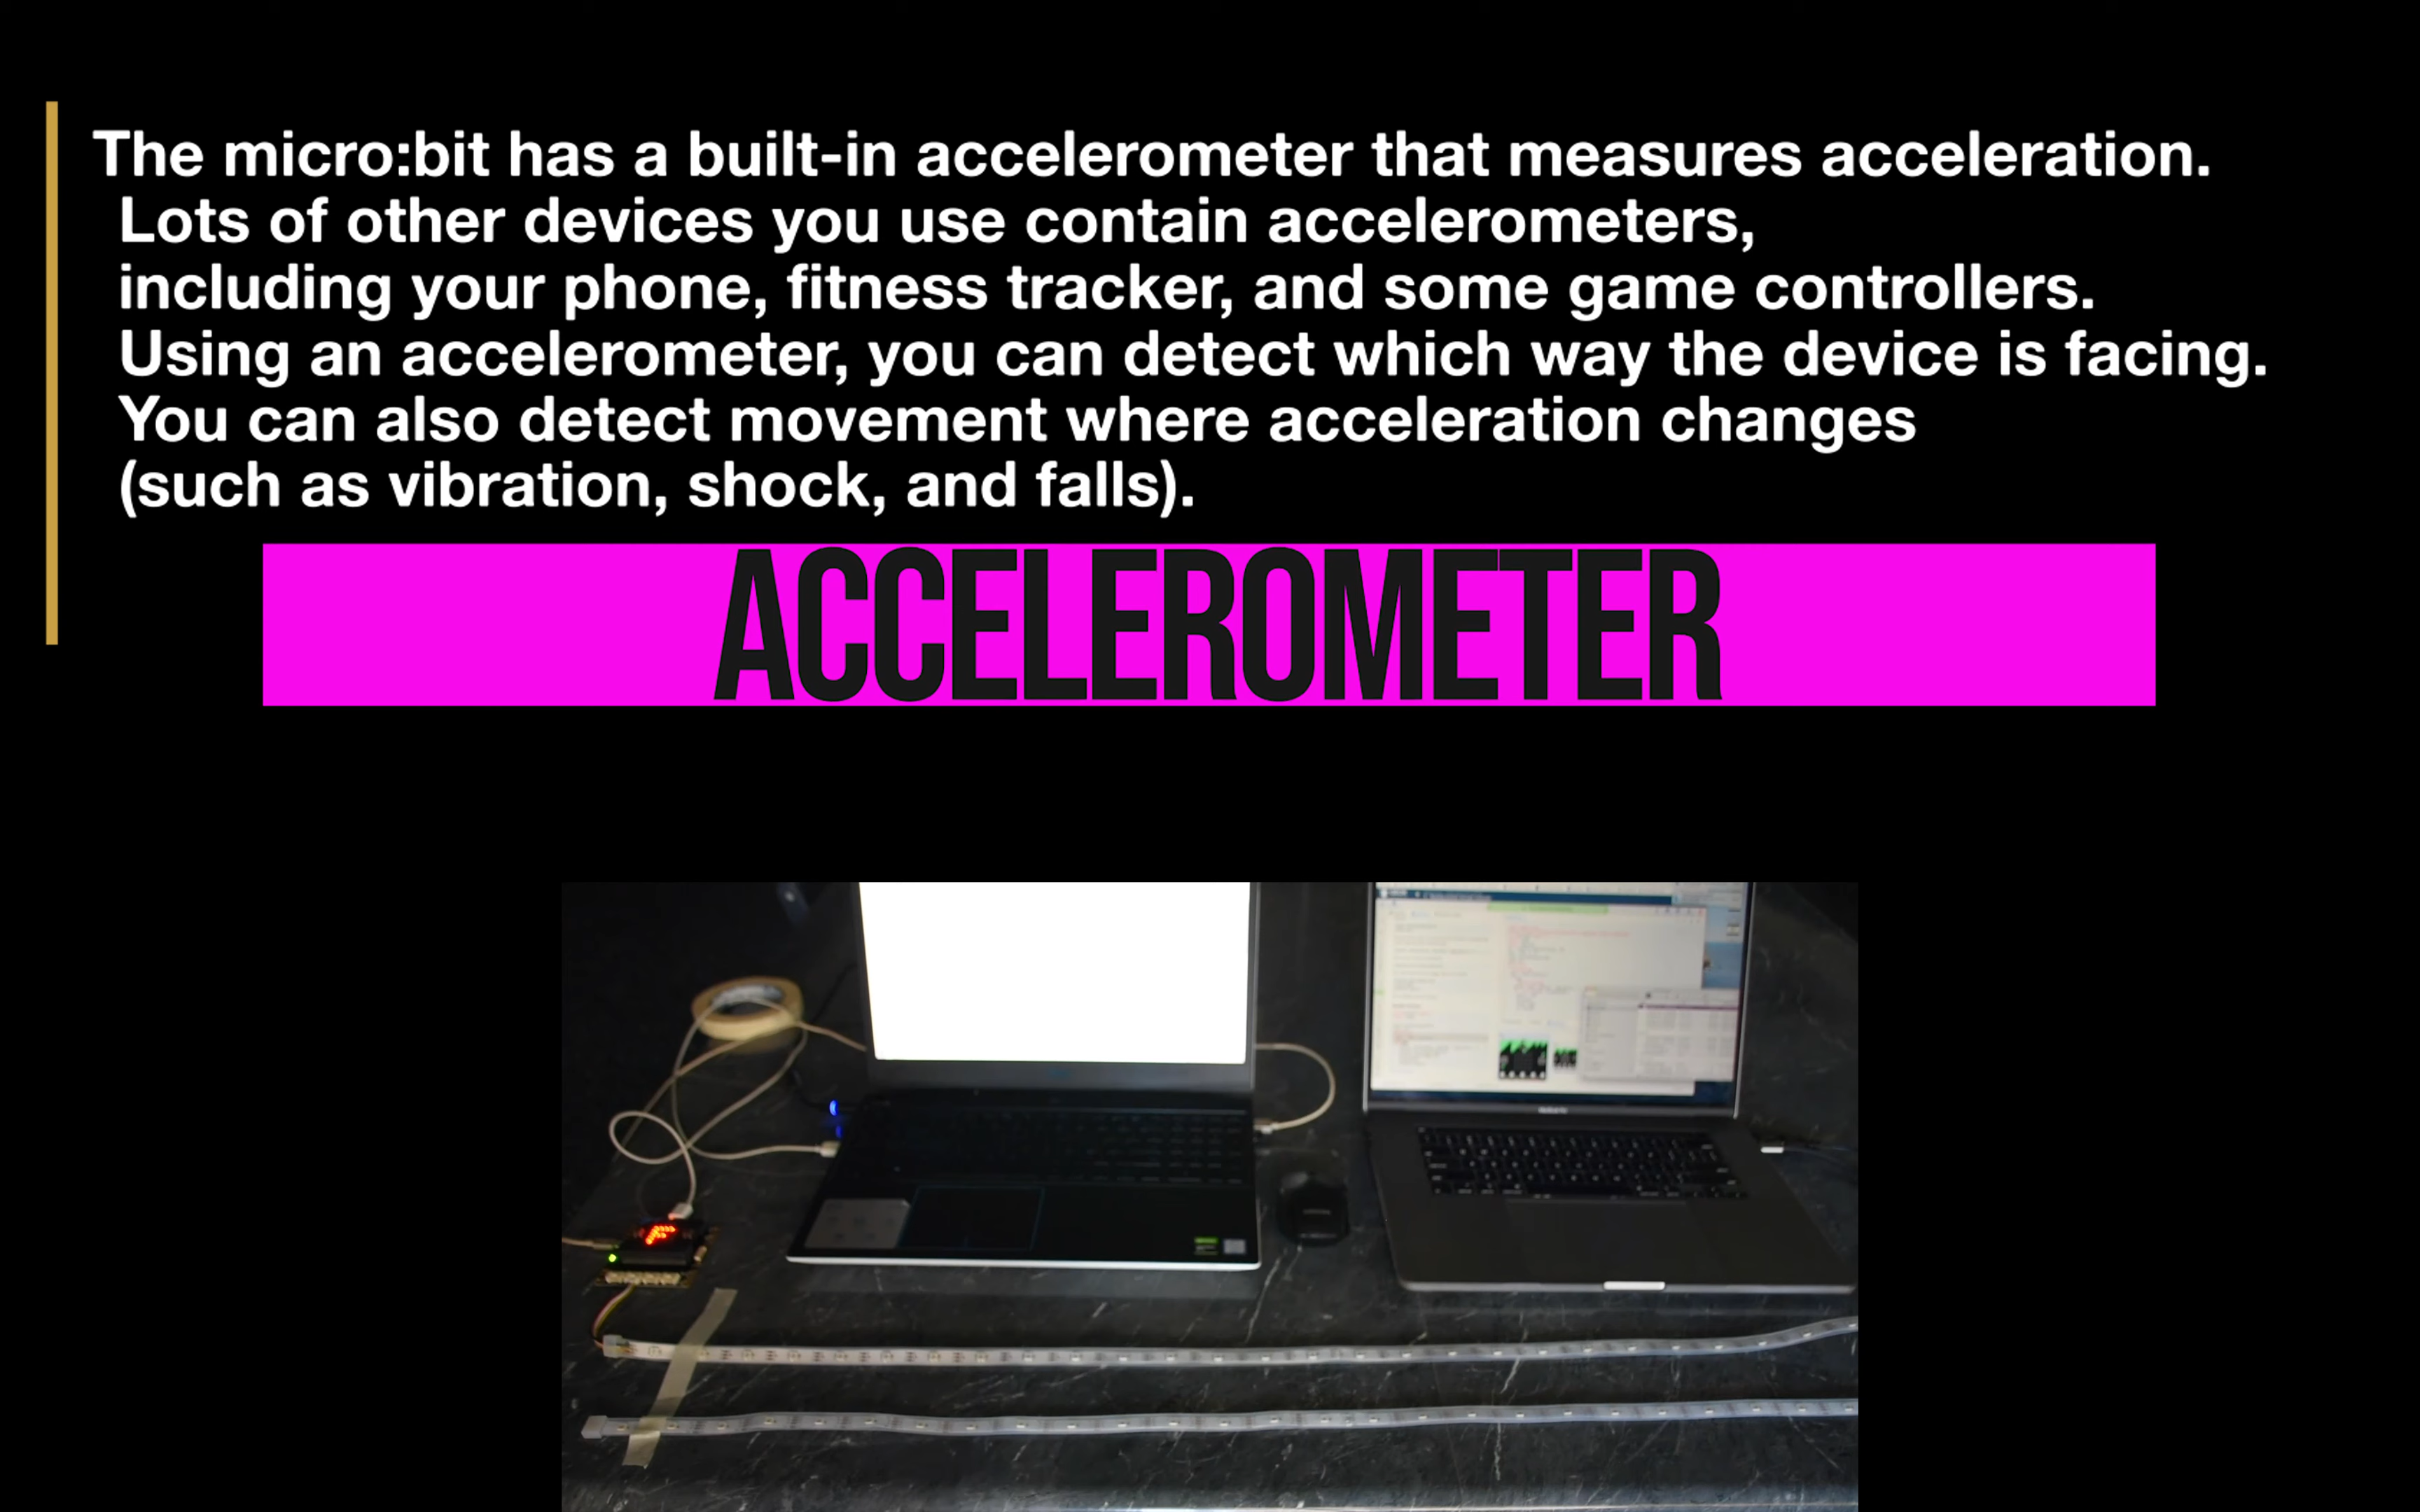 The micro:bit has a built-in accelerometer that measures acceleration.
Lots of other devices you use contain accelerometers,
including your phone, fitness tracker, and some game controllers.
Using an accelerometer, you can detect which way the device is facing.
You can also detect movement where acceleration changes
(such as vibration, shock, and falls).
ACCELEROMETER